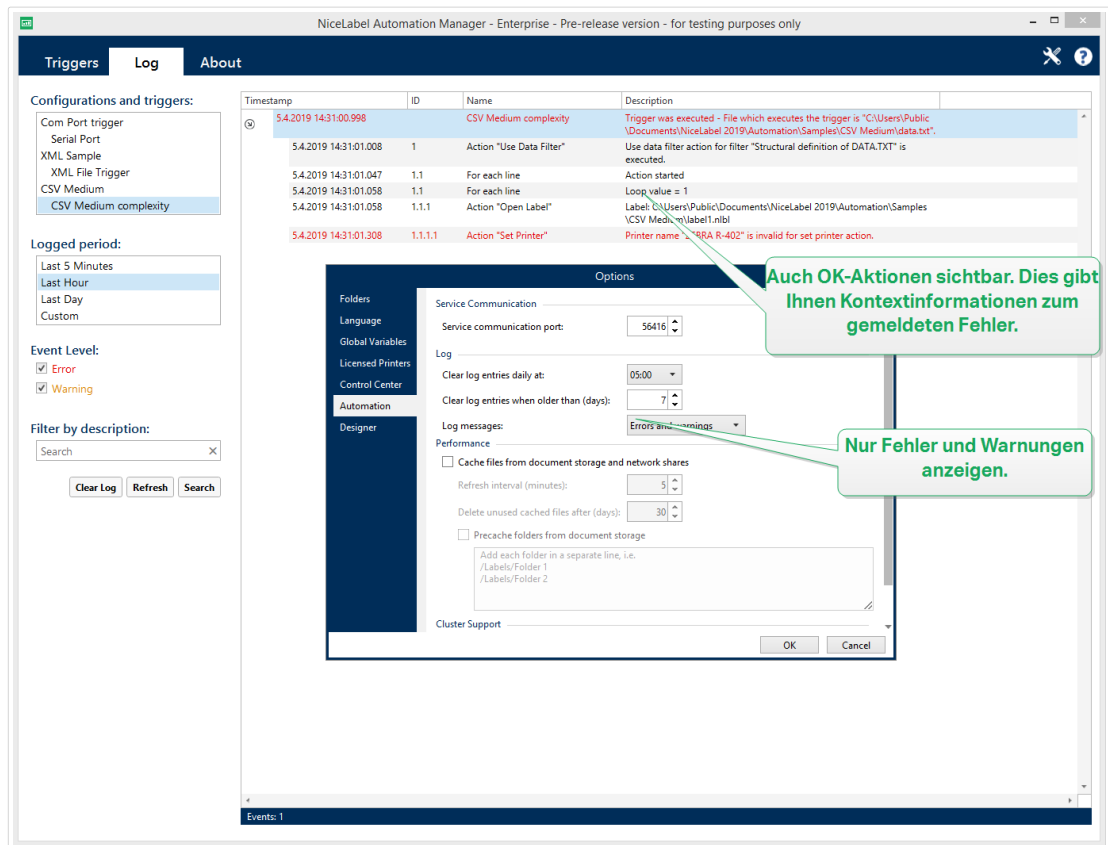 NiceLabel Automation Manager - Enterprise - Pre-release version - for testing purposes only
Triggers Log About
Configurations and triggers:
Com Port trigger
Serial Port
XML Sample
XML File Trigger
CSV Medium
CSV Medium complexity
Logged period:
Last 5 Minutes
Last Hour
Last Day
Custom
Event Level:
Error
Warning
Filter by description:
Search
Clear Log Refresh Search
Timestamp ID Name Description
5.4.2019 14:31:00.998 CSV Medium complexity Trigger was executed - File which executes the trigger is "C:\Users\Public
\Documents\NiceLabel 2019\Automation\Samples\CSV Medium\data.txt".
5.4.2019 14:31:01.008 1 Action "Use Data Filter" Use data filter action for filter "Structural definition of DATA.TXT" is
executed.
5.4.2019 14:31:01.047 1.1 For each line Action started
5.4.2019 14:31:01.058 1.1 For each line Loop value = 1
5.4.2019 14:31:01.058 1.1.1 Action "Open Label" Label: C:\Users\Public\Documents\NiceLabel 2019\Automation\Samples
\CSV Medium\label1.nlbl
5.4.2019 14:31:01.308 1.1.1.1 Action "Set Printer" Printer name "ZEBRA R-402" is invalid for set printer action.
Auch OK-Aktionen sichtbar. Dies gibt
Ihnen Kontextinformationen zum
gemeldeten Fehler.
Options
Folders
Language
Global Variables
Licensed Printers
Control Center
Automation
Designer
Service Communication
Service communication port: 56416
Log
Clear log entries daily at: 05:00
Clear log entries when older than (days): 7
Log messages: Errors and warnings
Performance
Cache files from document storage and network shares
Refresh interval (minutes): 5
Delete unused cached files after (days): 30
Precache folders from document storage
Add each folder in a separate line, i.e.
/Labels/Folder 1
/Labels/Folder 2
Cluster Support
OK Cancel
Nur Fehler und Warnungen
anzeigen.
Events: 1